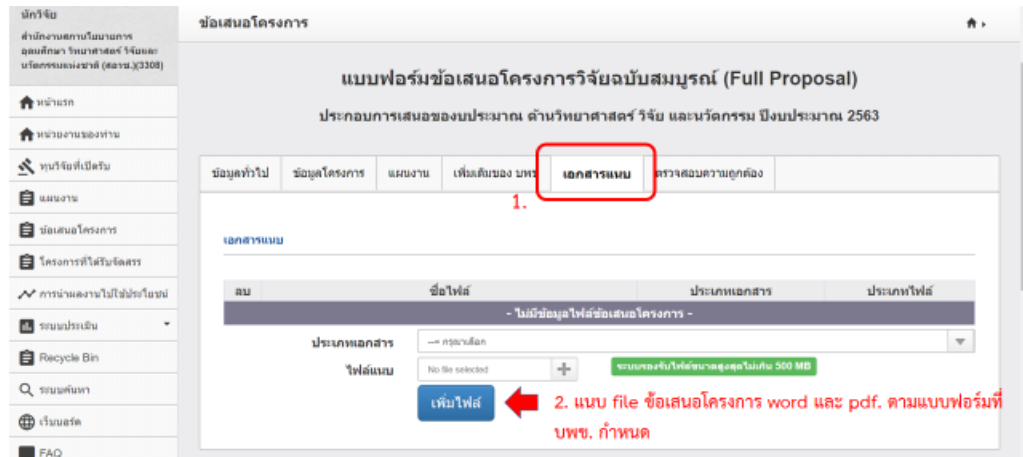 นักวิจัย
สำนักงานสภานโยบายการ
อุดมศึกษา วิทยาศาสตร์ วิจัยและ
นวัตกรรมแห่งชาติ (สอวช.)(3308)
หน้าแรก
หน่วยงานของท่าน
ทุนวิจัยที่เปิดรับ
แผนงาน
ข้อเสนอโครงการ
โครงการที่ได้รับจัดสรร
การนำผลงานไปใช้ประโยชน์
ระบบประเมิน
Recycle Bin
ระบบค้นหา
เว็บบอร์ด
FAQ
ข้อเสนอโครงการ
แบบฟอร์มข้อเสนอโครงการวิจัยฉบับสมบูรณ์ (Full Proposal)
ประกอบการเสนอของบประมาณ ด้านวิทยาศาสตร์ วิจัย และนวัตกรรม ปีงบประมาณ 2563
ข้อมูลทั่วไป ข้อมูลโครงการ แผนงาน เพิ่มเติมของ บพข เอกสารแนบ ตรวจสอบความถูกต้อง
1.
เอกสารแนบ
ลบ ชื่อไฟล์ ประเภทเอกสาร ประเภทไฟล์
- ไม่มีข้อมูลไฟล์ข้อเสนอโครงการ -
ประเภทเอกสาร --= กรุณาเลือก
ไฟล์แนบ No file selected ระบบรองรับไฟล์ขนาดสูงสุดไม่เกิน 500 MB
เพิ่มไฟล์
2. แนบ file ข้อเสนอโครงการ word และ pdf. ตามแบบฟอร์มที่
บพข. กำหนด